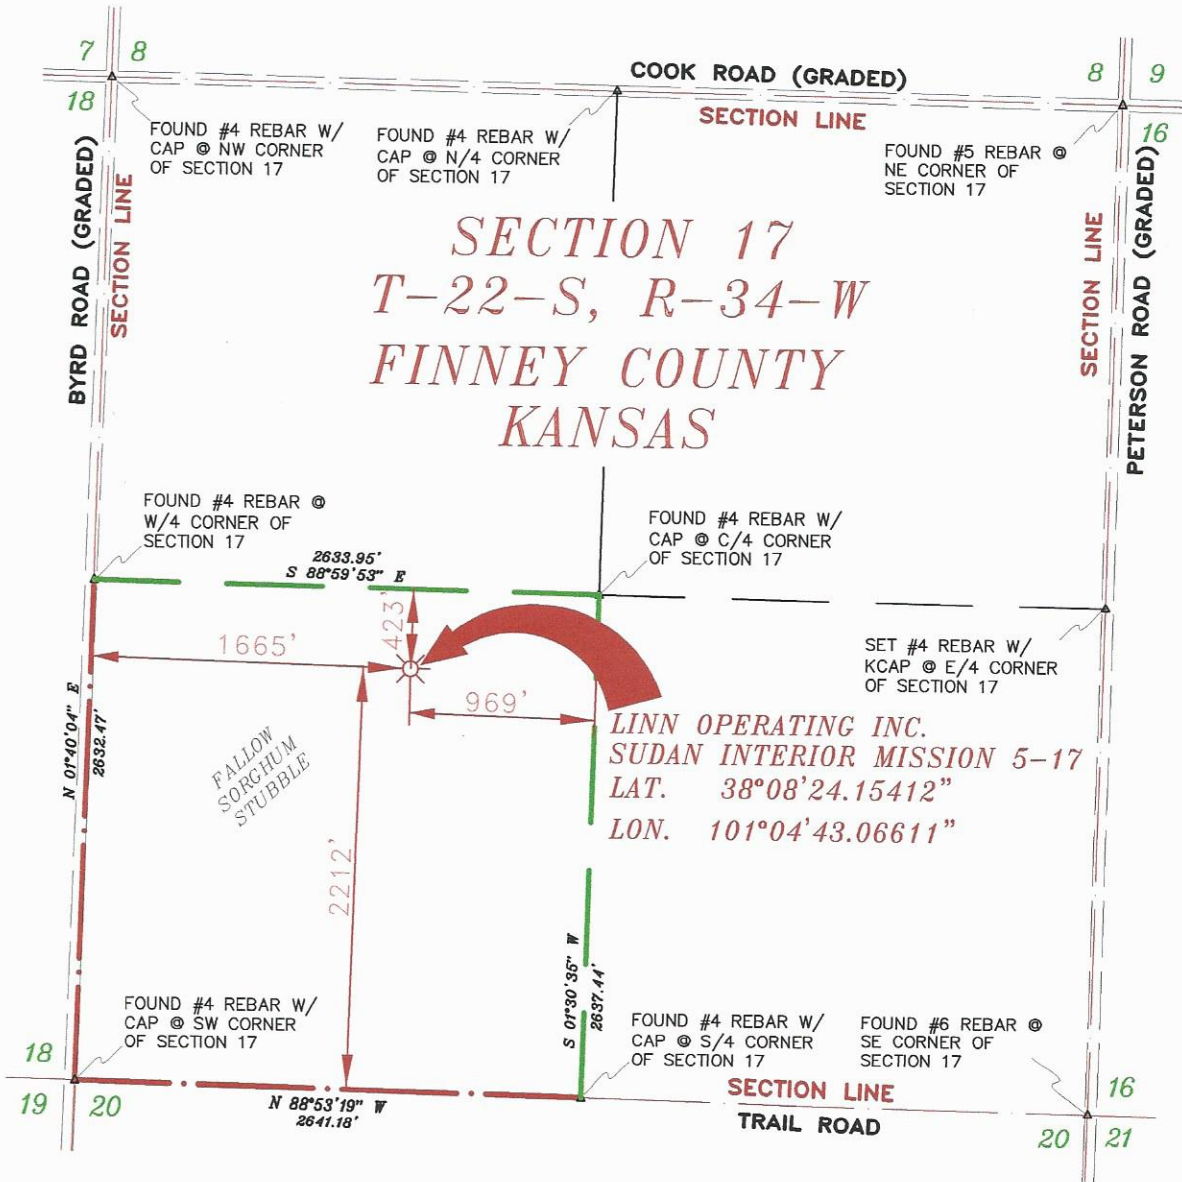 7 8
COOK ROAD (GRADED)
8 9
18
SECTION LINE
16
FOUND #4 REBAR W/
CAP @ NW CORNER
OF SECTION 17
FOUND #4 REBAR W/
CAP @ N/4 CORNER
OF SECTION 17
FOUND #5 REBAR @
NE CORNER OF
SECTION 17
BYRD ROAD (GRADED)
SECTION LINE
SECTION 17
T-22-S, R-34-W
FINNEY COUNTY
KANSAS
SECTION LINE
PETERSON ROAD (GRADED)
FOUND #4 REBAR @
W/4 CORNER OF
SECTION 17
FOUND #4 REBAR W/
CAP @ C/4 CORNER
OF SECTION 17
2633.95'
S 88°59'53" E
423'
1665'
969'
SET #4 REBAR W/
KCAP @ E/4 CORNER
OF SECTION 17
N 01°40'04" E
2632.47'
FALLOW
SORGHUM
STUBBLE
LINN OPERATING INC.
SUDAN INTERIOR MISSION 5-17
LAT. 38°08'24.15412"
LON. 101°04'43.06611"
2212'
S 01°30'35" W
2637.44'
FOUND #4 REBAR W/
CAP @ SW CORNER
OF SECTION 17
FOUND #4 REBAR W/
CAP @ S/4 CORNER
OF SECTION 17
FOUND #6 REBAR @
SE CORNER OF
SECTION 17
18
19 20
N 88°53'19" W
2641.18'
SECTION LINE
TRAIL ROAD
16
20 21